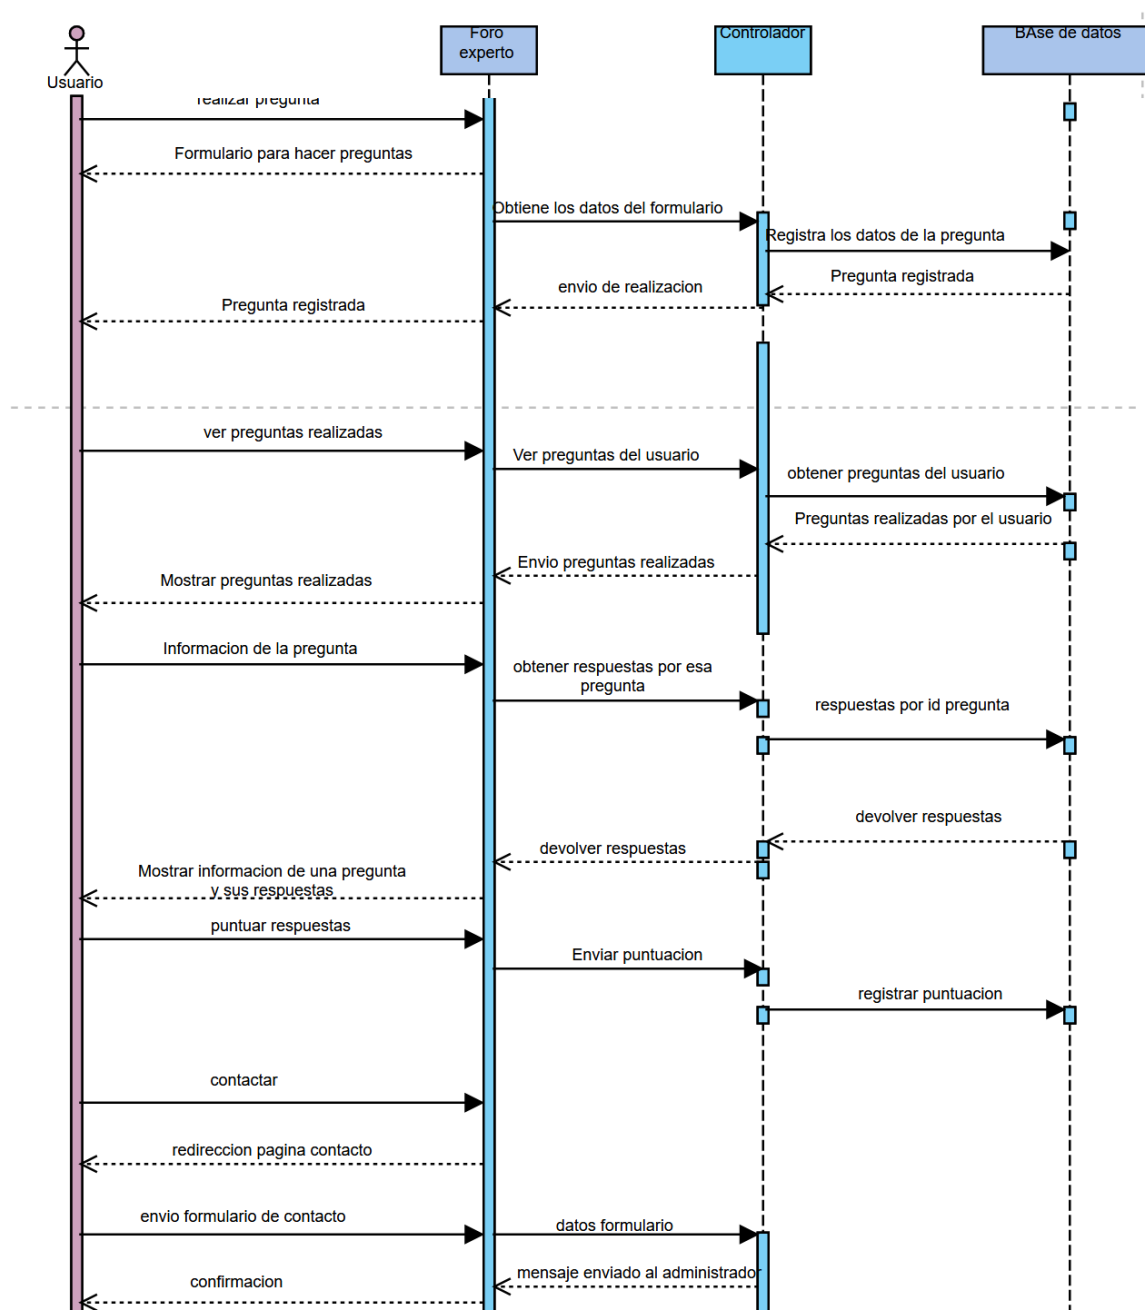 Foro
experto
Controlador
BAse de datos
Usuario
realizar pregunta
Formulario para hacer preguntas
Obtiene los datos del formulario
Registra los datos de la pregunta
Pregunta registrada
envio de realizacion
Pregunta registrada
ver preguntas realizadas
Ver preguntas del usuario
obtener preguntas del usuario
Preguntas realizadas por el usuario
Envio preguntas realizadas
Mostrar preguntas realizadas
Informacion de la pregunta
obtener respuestas por esa
pregunta
respuestas por id pregunta
devolver respuestas
devolver respuestas
Mostrar informacion de una pregunta
y sus respuestas
puntuar respuestas
Enviar puntuacion
registrar puntuacion
contactar
redireccion pagina contacto
envio formulario de contacto
datos formulario
mensaje enviado al administrador
confirmacion